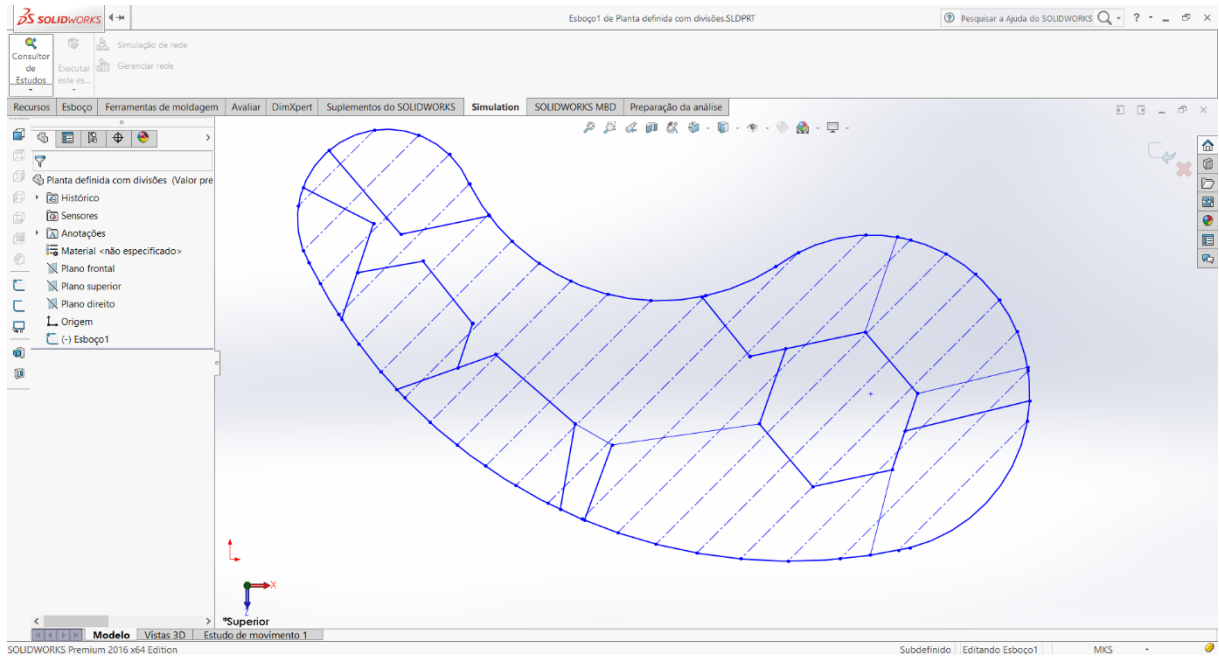 SOLIDWORKS
Esboço1 de Planta definida com divisões.SLDPRT
Pesquisar a Ajuda do SOLIDWORKS
?
Consultor de Estudos
Executar este es...
Simulação de rede
Gerenciar rede
Recursos Esboço Ferramentas de moldagem Avaliar DimXpert Suplementos do SOLIDWORKS Simulation SOLIDWORKS MBD Preparação da análise
Planta definida com divisões (Valor pre
Histórico
Sensores
Anotações
Material <não especificado>
Plano frontal
Plano superior
Plano direito
Origem
(-) Esboço1
X
Z
*Superior
Modelo Vistas 3D Estudo de movimento 1
SOLIDWORKS Premium 2016 x64 Edition
Subdefinido Editando Esboço1 MKS -